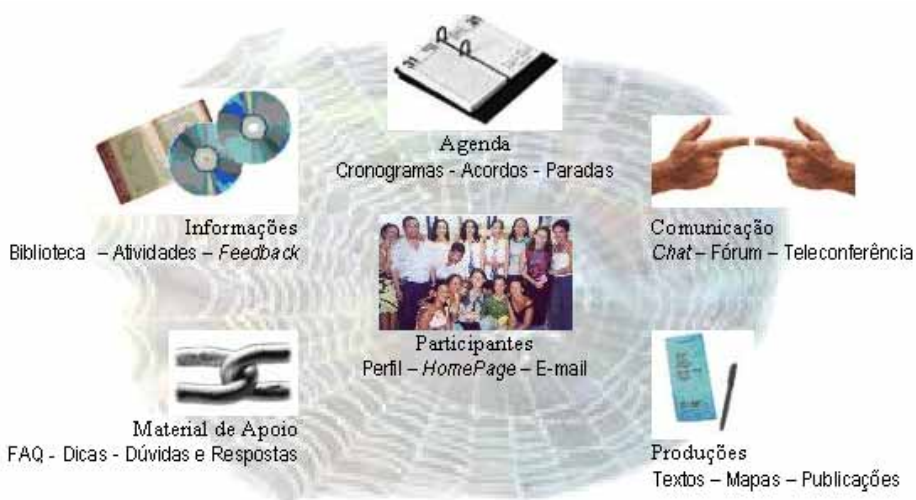 Agenda
Cronogramas - Acordos - Paradas
Informações
Biblioteca – Atividades – Feedback
Comunicação
Chat – Fórum – Teleconferência
Participantes
Perfil – HomePage – E-mail
Material de Apoio
FAQ - Dicas - Dúvidas e Respostas
Produções
Textos – Mapas – Publicações